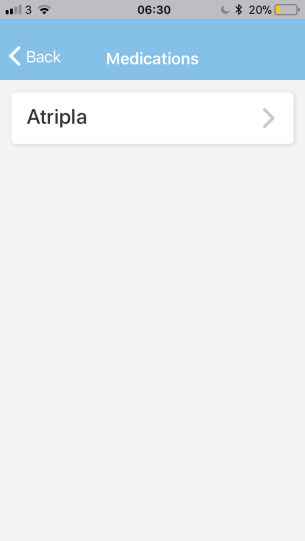 3 06:30 20%
Back Medications
Atripla